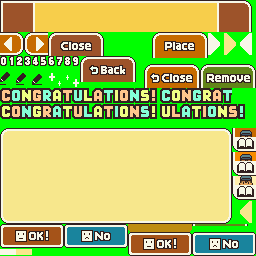 Close Place
0123456789 Back Close Remove
CONGRATULATIONS! CONGRAT
CONGRATULATIONS! ULATIONS!
OK! No OK! No